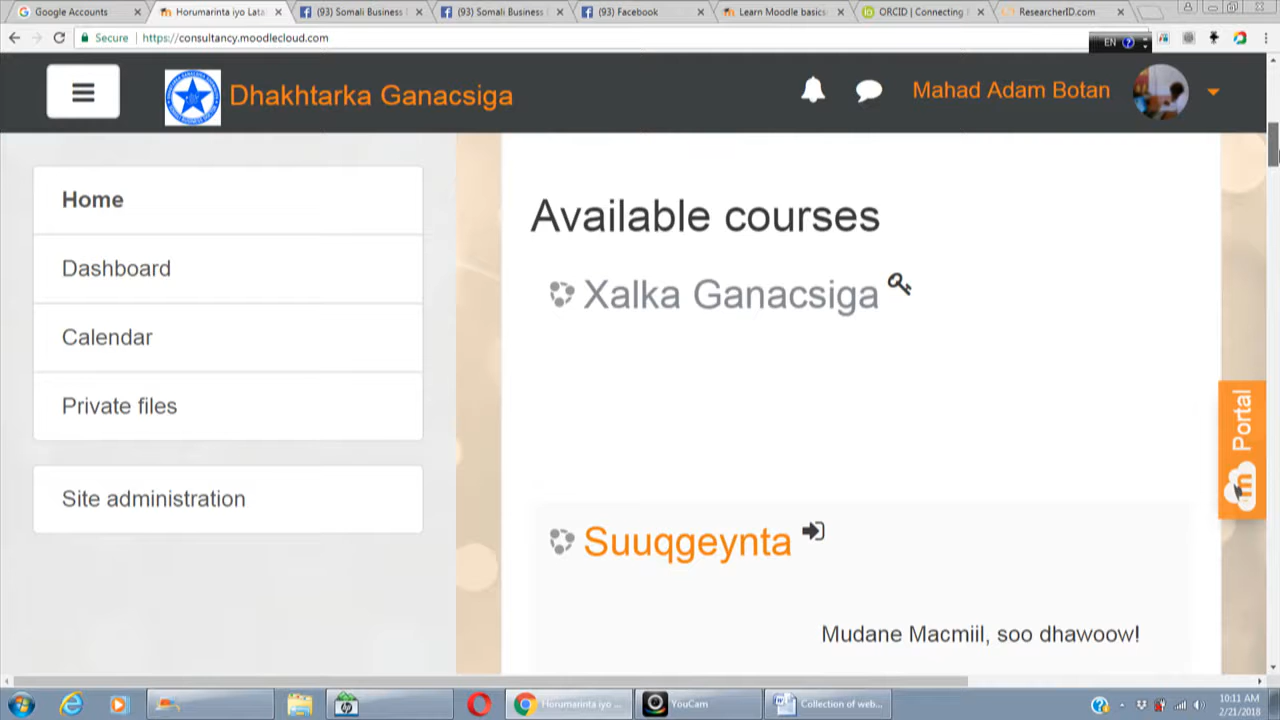 Google Accounts
Horumarinta iyo Lata
(93) Somali Business
(93) Somali Business
(93) Facebook
Learn Moodle basics
ORCID | Connecting
ResearcherID.com
Secure
https://consultancy.moodlecloud.com
EN
Dhakhtarka Ganacsiga
Mahad Adam Botan
Home
Dashboard
Calendar
Private files
Site administration
Available courses
Xalka Ganacsiga
Suuqgeynta
Mudane Macmiil, soo dhawoow!
Portal
Horumarinta iyo ...
YouCam
Collection of web...
10:11 AM
2/21/2018